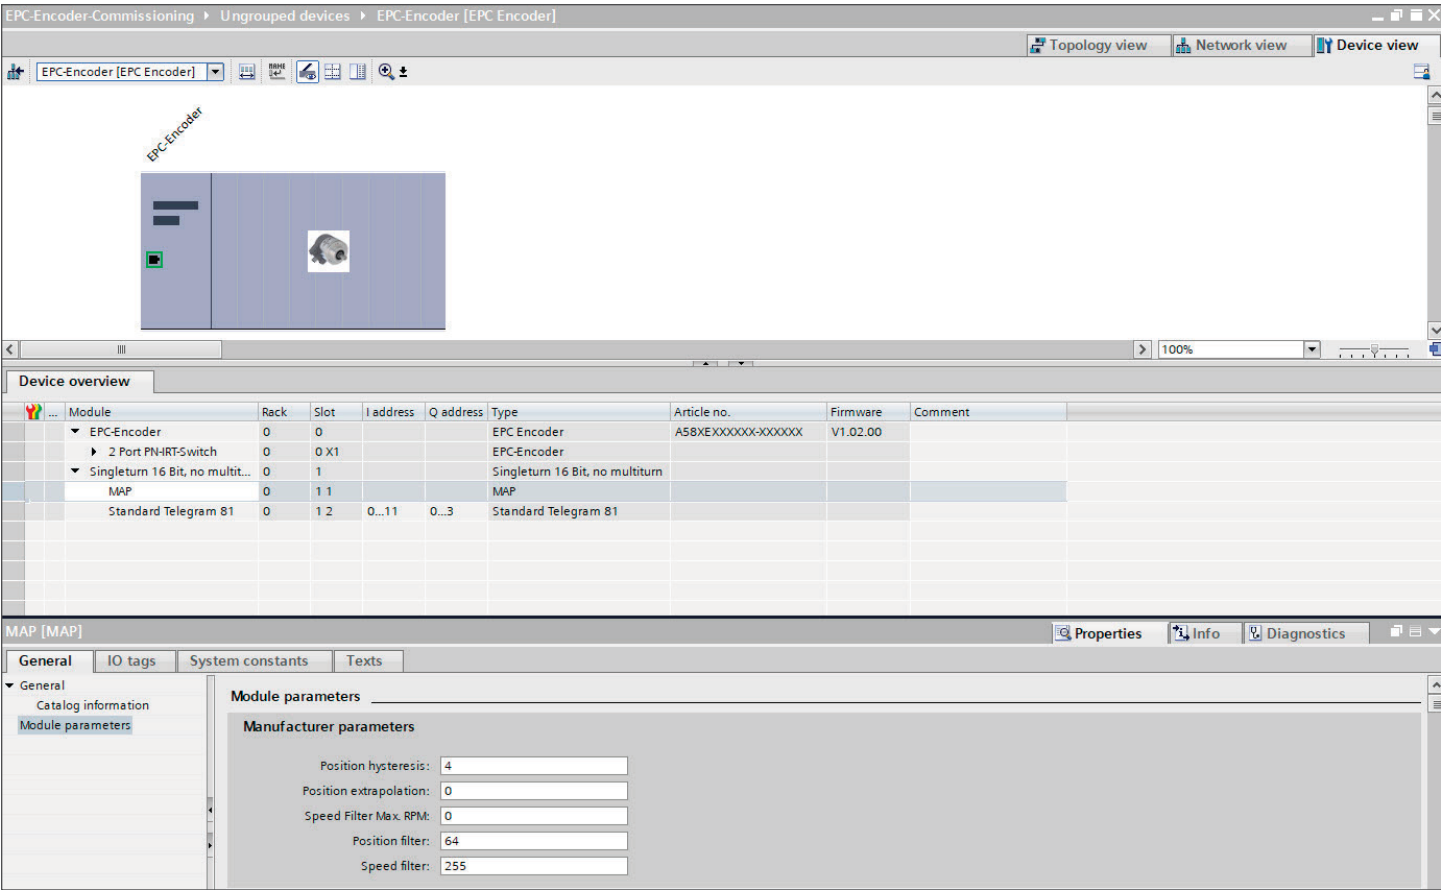 EPC-Encoder-Commissioning ▸ Ungrouped devices ▸ EPC-Encoder [EPC Encoder]
Topology view Network view Device view
EPC-Encoder [EPC Encoder]
EPC-Encoder
100%
Device overview
... Module Rack Slot I address Q address Type Article no. Firmware Comment
EPC-Encoder 0 0 EPC Encoder A58XEXXXXXX-XXXXXX V1.02.00
2 Port PN-IRT-Switch 0 0 X1 EPC-Encoder
Singleturn 16 Bit, no multit... 0 1 Singleturn 16 Bit, no multiturn
MAP 0 1 1 MAP
Standard Telegram 81 0 1 2 0...11 0...3 Standard Telegram 81
MAP [MAP]
Properties Info Diagnostics
General IO tags System constants Texts
General
Catalog information
Module parameters
Module parameters
Manufacturer parameters
Position hysteresis: 4
Position extrapolation: 0
Speed Filter Max. RPM: 0
Position filter: 64
Speed filter: 255